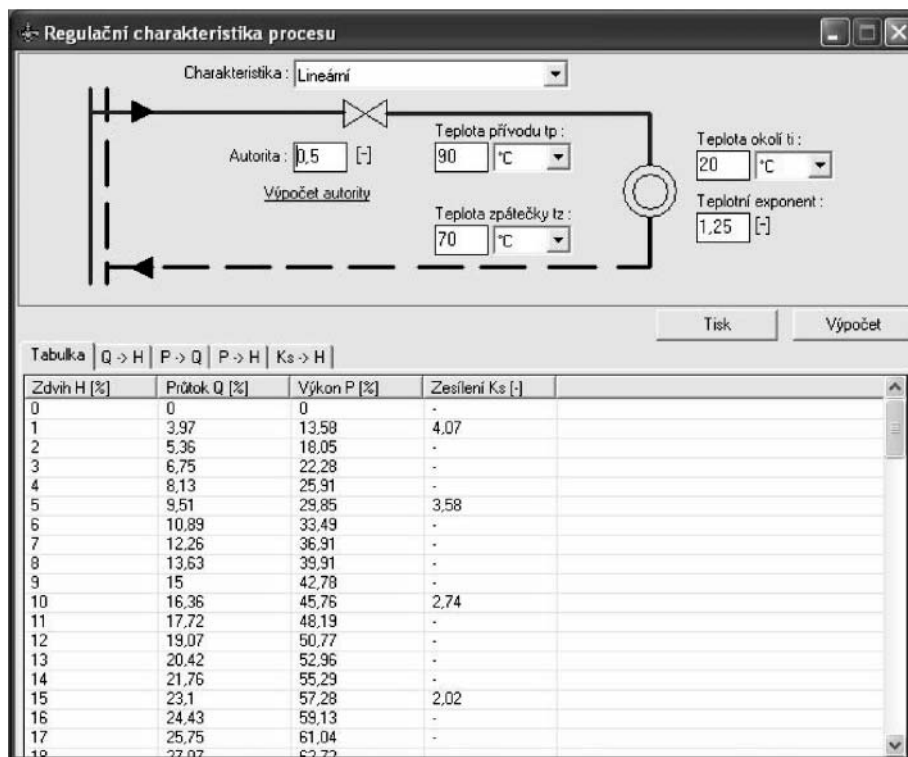 Regulační charakteristika procesu
Charakteristika : Lineární
Teplota přívodu tp :
90 °C
Autorita : 0,5 [-]
Výpočet autority
Teplota okolí ti :
20 °C
Teplotní exponent :
1,25 [-]
Teplota zpátečky tz :
70 °C
Tisk Výpočet
Tabulka Q -> H P -> Q P -> H Ks -> H
Zdvih H [%] Průtok Q [%] Výkon P [%] Zesílení Ks [-]
0 0 0 -
1 3,97 13,58 4,07
2 5,36 18,05 -
3 6,75 22,28 -
4 8,13 25,91 -
5 9,51 29,85 3,58
6 10,89 33,49 -
7 12,26 36,91 -
8 13,63 39,91 -
9 15 42,78 -
10 16,36 45,76 2,74
11 17,72 48,19 -
12 19,07 50,77 -
13 20,42 52,96 -
14 21,76 55,29 -
15 23,1 57,28 2,02
16 24,43 59,13 -
17 25,75 61,04 -
18 27,07 62,72